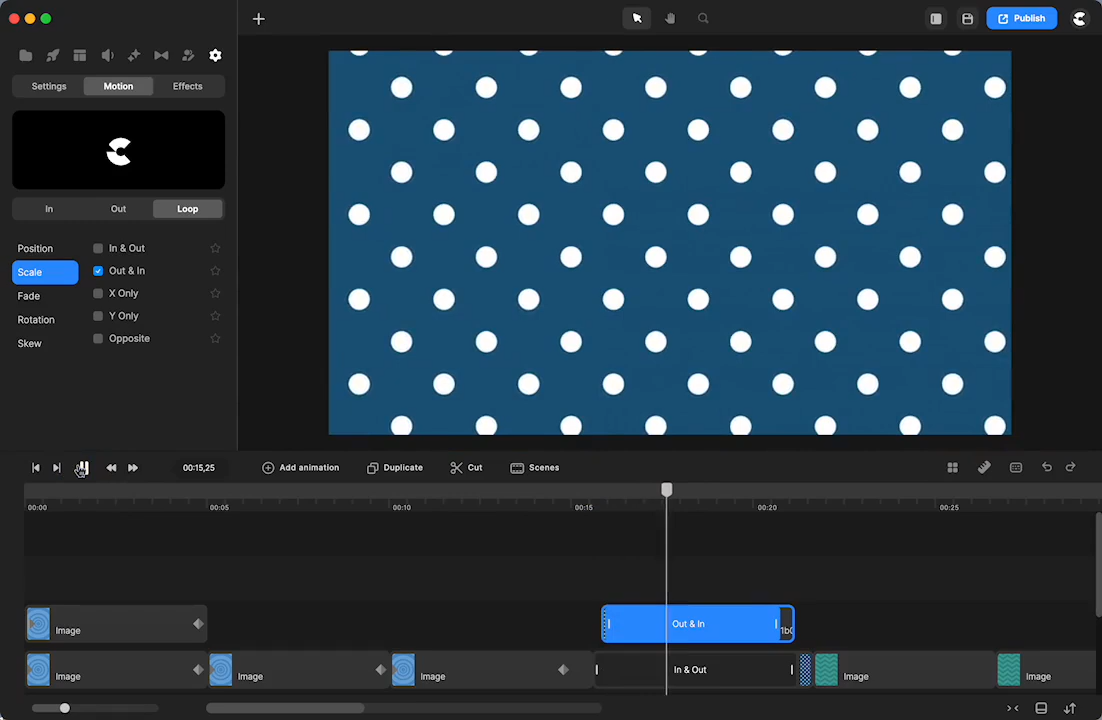 Publish
Settings Motion Effects
In Out Loop
Position
Scale
Fade
Rotation
Skew
In & Out
Out & In
X Only
Y Only
Opposite
00:15,25
Add animation
Duplicate
Cut
Scenes
00:00 00:05 00:10 00:15 00:20 00:25
Image Out & In
Image Image Image In & Out Image Image